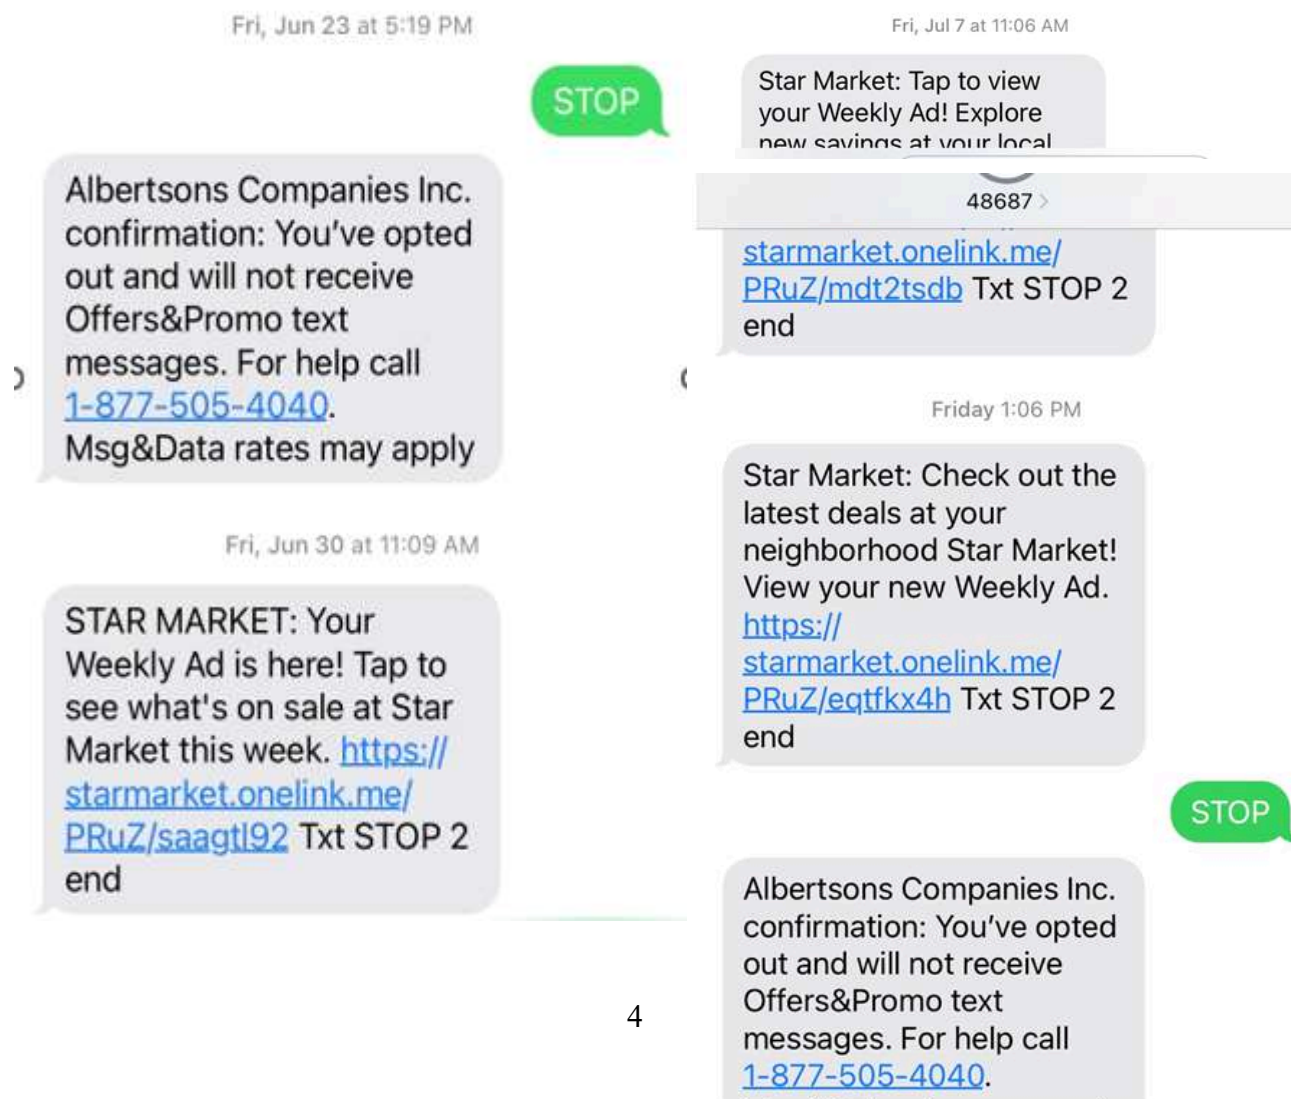 Fri, Jun 23 at 5:19 PM
STOP
Albertsons Companies Inc.
confirmation: You've opted
out and will not receive
Offers&Promo text
messages. For help call
1-877-505-4040.
Msg&Data rates may apply
Fri, Jun 30 at 11:09 AM
STAR MARKET: Your
Weekly Ad is here! Tap to
see what's on sale at Star
Market this week. https://
starmarket.onelink.me/
PRuZ/saagtl92 Txt STOP 2
end
Fri, Jul 7 at 11:06 AM
Star Market: Tap to view
your Weekly Ad! Explore
new savings at your local
48687
starmarket.onelink.me/
PRuZ/mdt2tsdb Txt STOP 2
end
Friday 1:06 PM
Star Market: Check out the
latest deals at your
neighborhood Star Market!
View your new Weekly Ad.
https://
starmarket.onelink.me/
PRuZ/eqtfkx4h Txt STOP 2
end
STOP
Albertsons Companies Inc.
confirmation: You've opted
out and will not receive
Offers&Promo text
messages. For help call
1-877-505-4040.
4